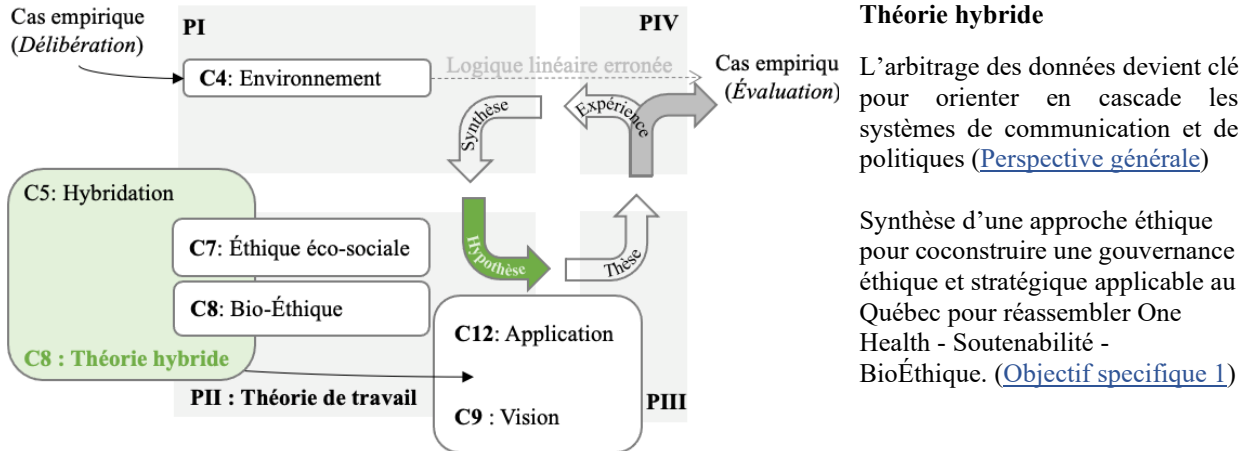 Cas empirique
(Délibération)
PI
PIV
C4: Environnement
Logique linéaire erronée
Cas empiriqu
(Évaluation)
Synthèse
Expérience
C5: Hybridation
C7: Éthique éco-sociale
Hypothèse
Thèse
C8: Bio-Éthique
C8 : Théorie hybride
C12: Application
PII : Théorie de travail
C9 : Vision
PIII
Théorie hybride
L’arbitrage des données devient clé
pour orienter en cascade les
systèmes de communication et de
politiques (Perspective générale)
Synthèse d’une approche éthique
pour coconstruire une gouvernance
éthique et stratégique applicable au
Québec pour réassembler One
Health - Soutenabilité -
BioÉthique. (Objectif specifique 1)